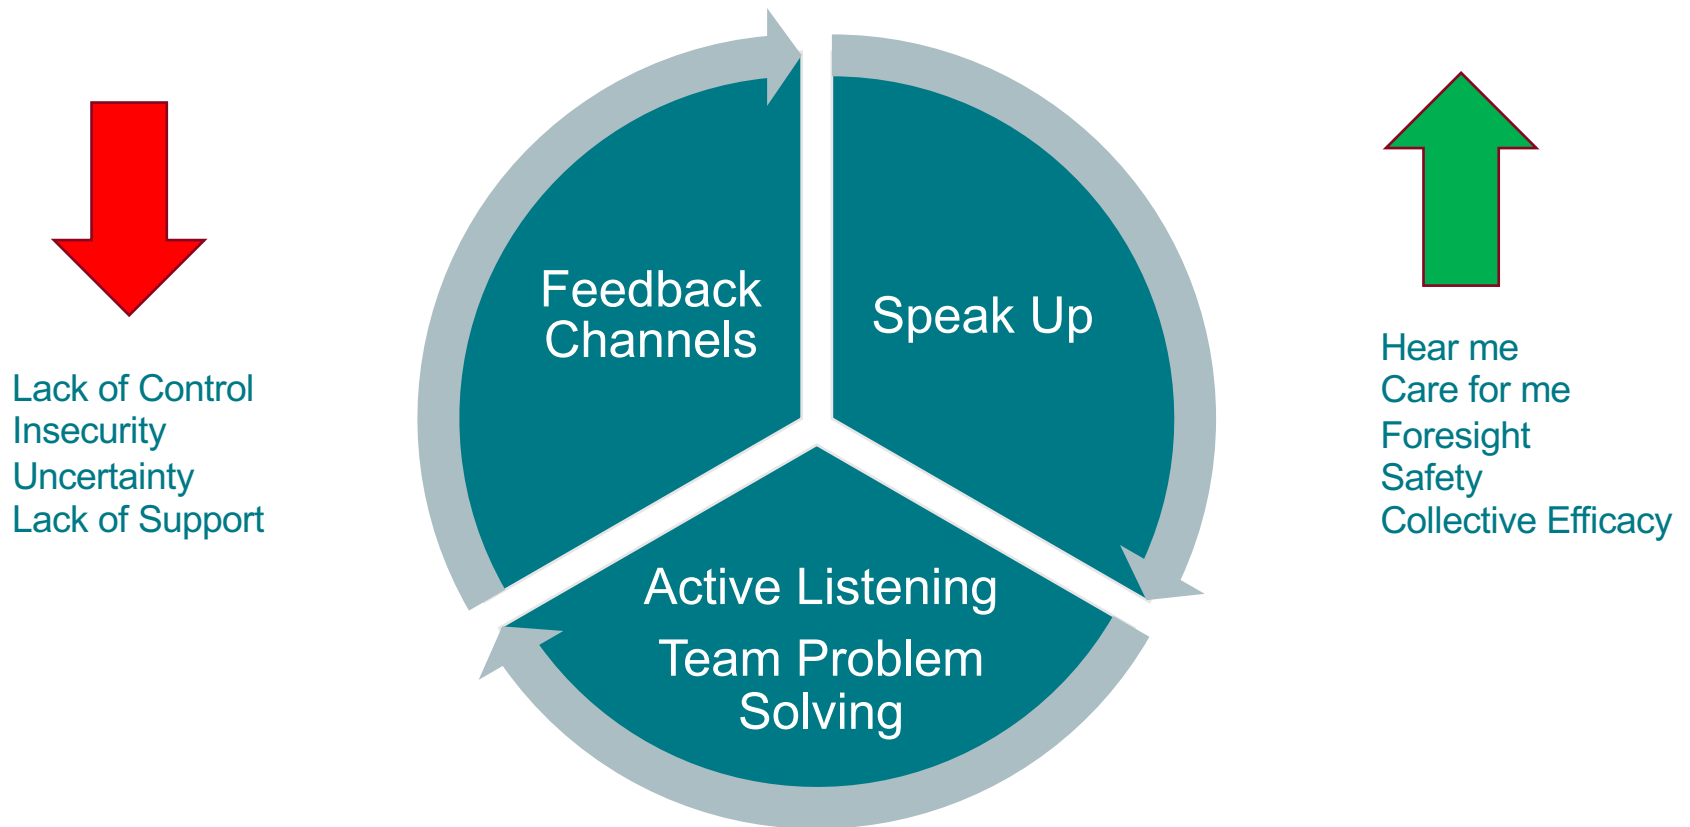 Feedback
Channels
Speak Up
Active Listening
Team Problem
Solving
Lack of Control
Insecurity
Uncertainty
Lack of Support
Hear me
Care for me
Foresight
Safety
Collective Efficacy